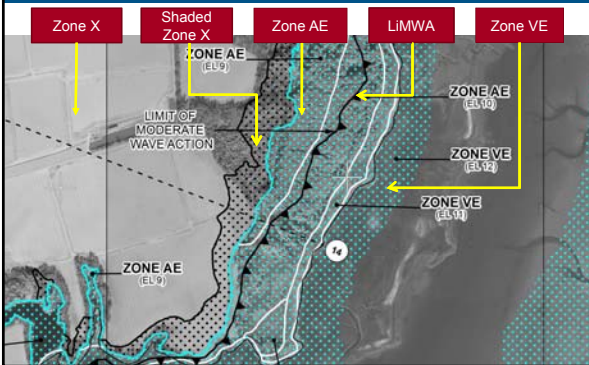 Zone X
Shaded
Zone X
Zone AE
LiMWA
Zone VE
ZONE AE
(EL 9)
ZONE AE
(EL 10)
LIMIT OF
MODERATE
WAVE ACTION
ZONE VE
(EL 12)
ZONE VE
(EL 11)
14
ZONE AE
(EL 9)